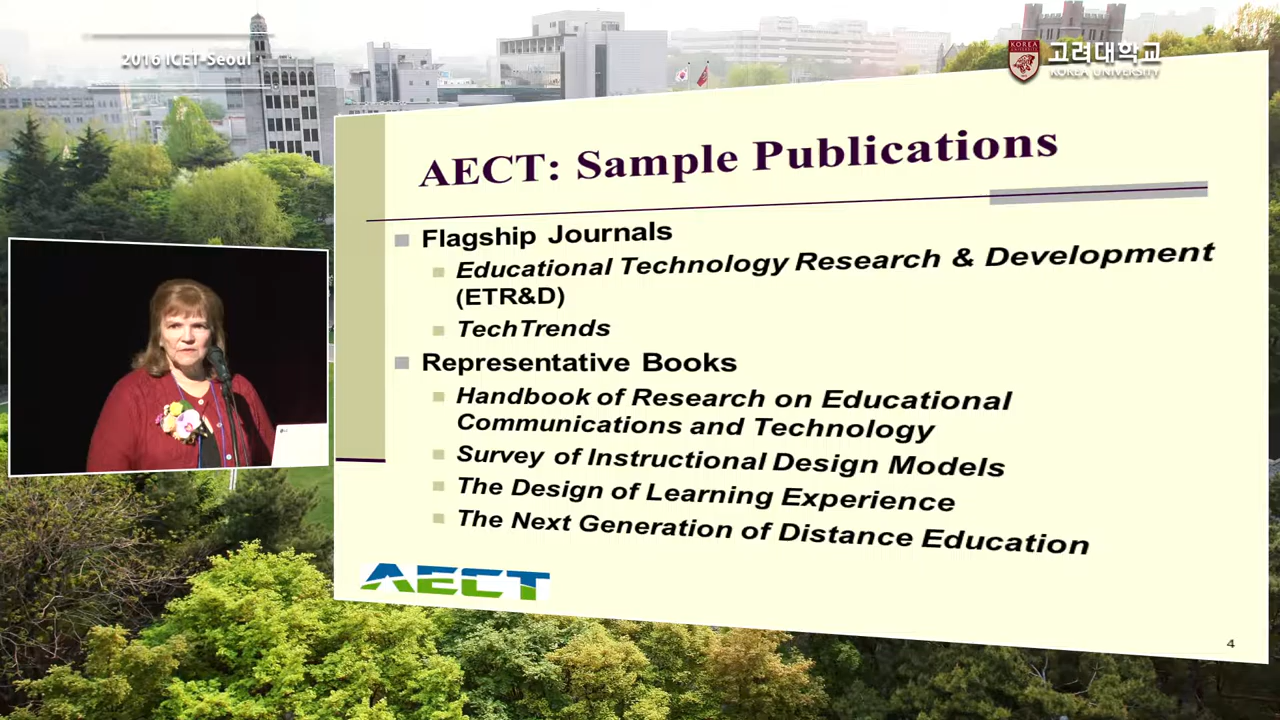 2016 ICET-Seoul
KOREA
고려대학교
KOREA UNIVERSITY
AECT: Sample Publications
Flagship Journals
Educational Technology Research & Development
(ETR&D)
TechTrends
Representative Books
Handbook of Research on Educational
Communications and Technology
Survey of Instructional Design Models
The Design of Learning Experience
The Next Generation of Distance Education
AECT
4